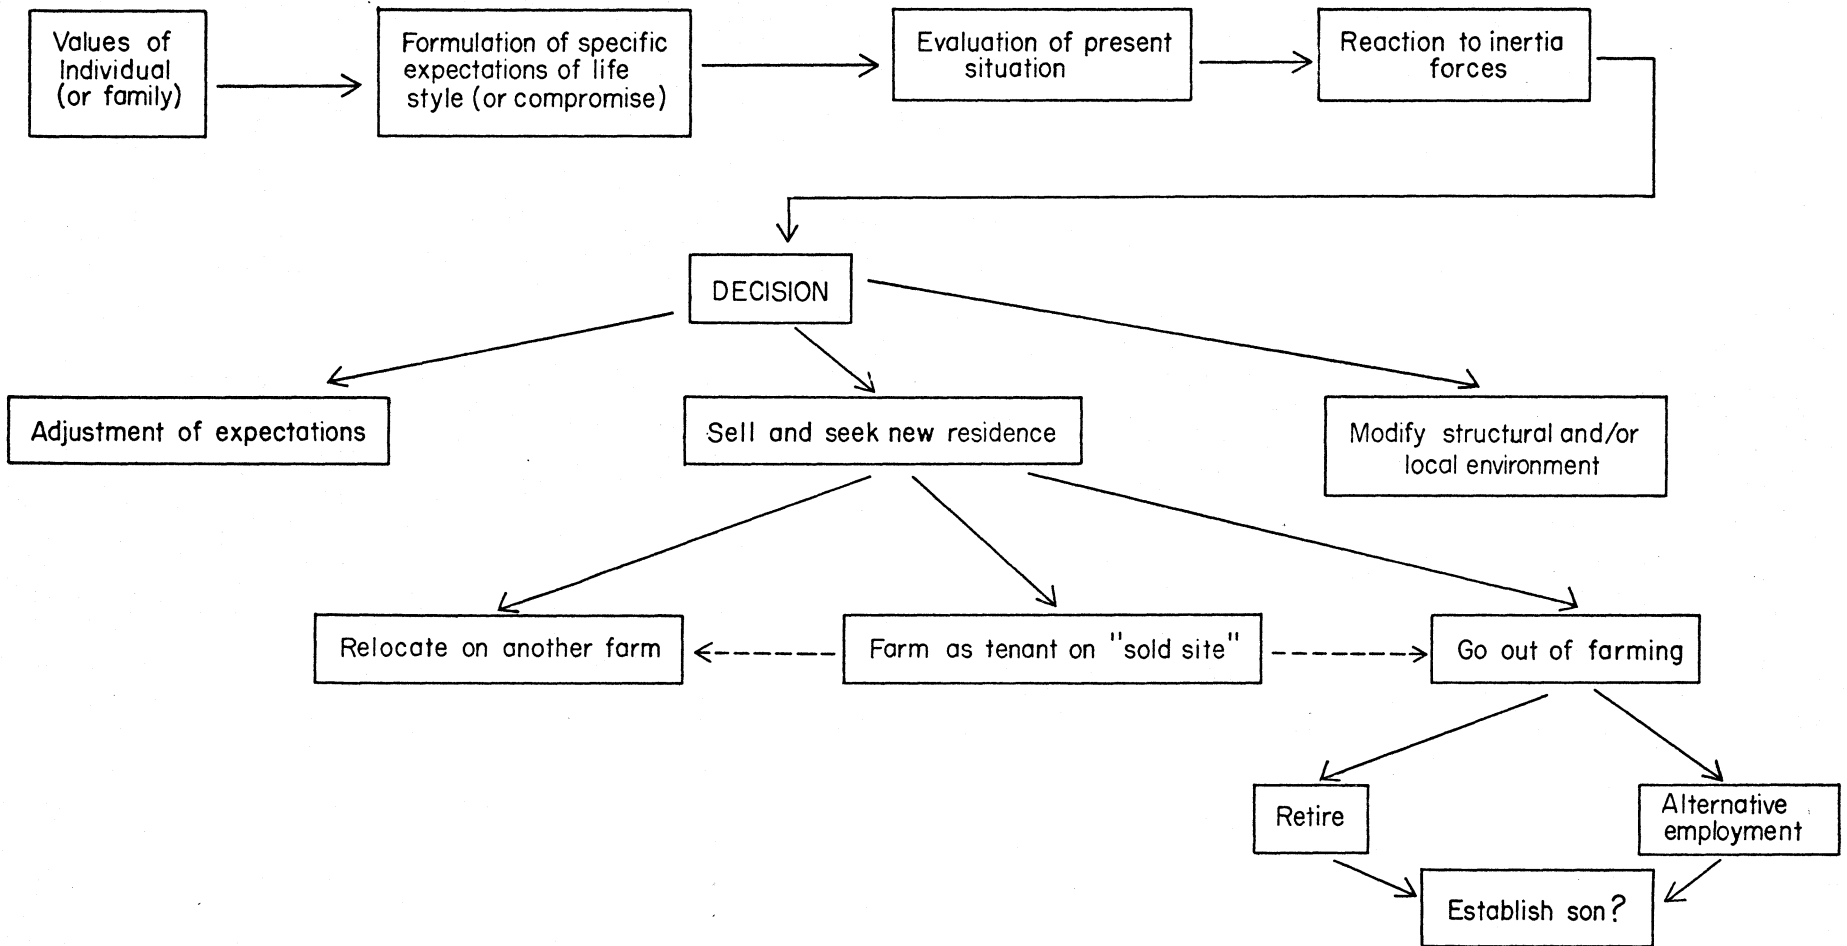 Values of
Individual
(or family)
Formulation of specific
expectations of life
style (or compromise)
Evaluation of present
situation
Reaction to inertia
forces
DECISION
Adjustment of expectations
Sell and seek new residence
Modify structural and/or
local environment
Relocate on another farm
Farm as tenant on "sold site"
Go out of farming
Retire
Alternative
employment
Establish son?